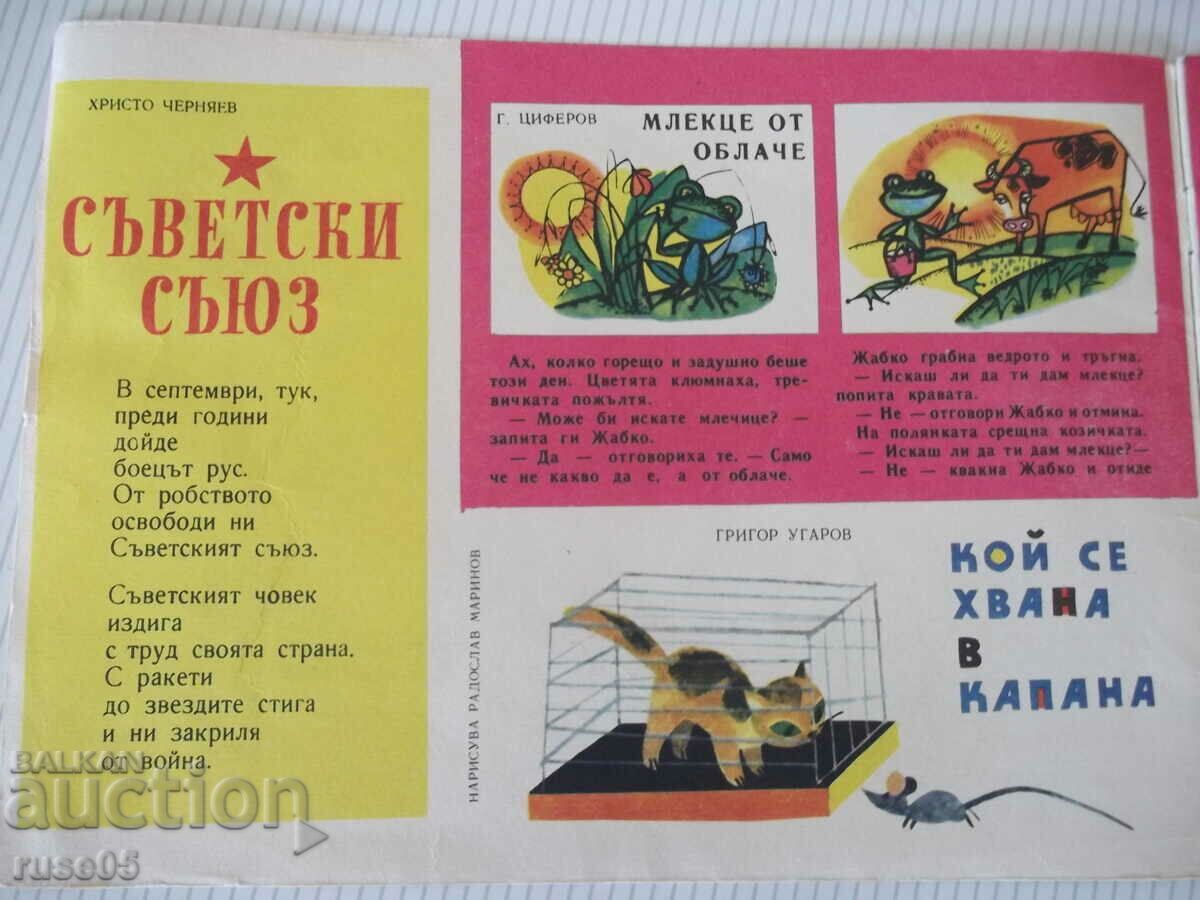 ХРИСТО ЧЕРНЯЕВ
СЪВЕТСКИ
СЪЮЗ
В септември, тук,
преди години
дойде
боецът рус.
От робството
освободи ни
Съветският съюз.
Съветският човек
издига
с труд своята страна.
С ракети
до звездите стига
и ни закриля
от война.
Г. ЦИФЕРОВ
МЛЕКЦЕ ОТ
ОБЛАЧЕ
Ах, колко горещо и задушно беше
този ден. Цветята клюмнаха, тре-
вичката пожълтя.
— Може би искате млечице? —
запита ги Жабко.
— Да — отговориха те. — Само
че не какво да е, а от облаче.
Жабко грабна ведрото и тръгна.
— Искаш ли да ти дам млекце?
попита кравата.
— Не — отговори Жабко и отмина.
На полянката срещна козичката.
— Искаш ли да ти дам млекце? —
— Не — квакна Жабко и отиде
НАРИСУВА РАДОСЛАВ МАРИНОВ
ГРИГОР УГАРОВ
КОЙ СЕ
ХВАНА
В
КАПАНА
BALKAN
auction
ruse05